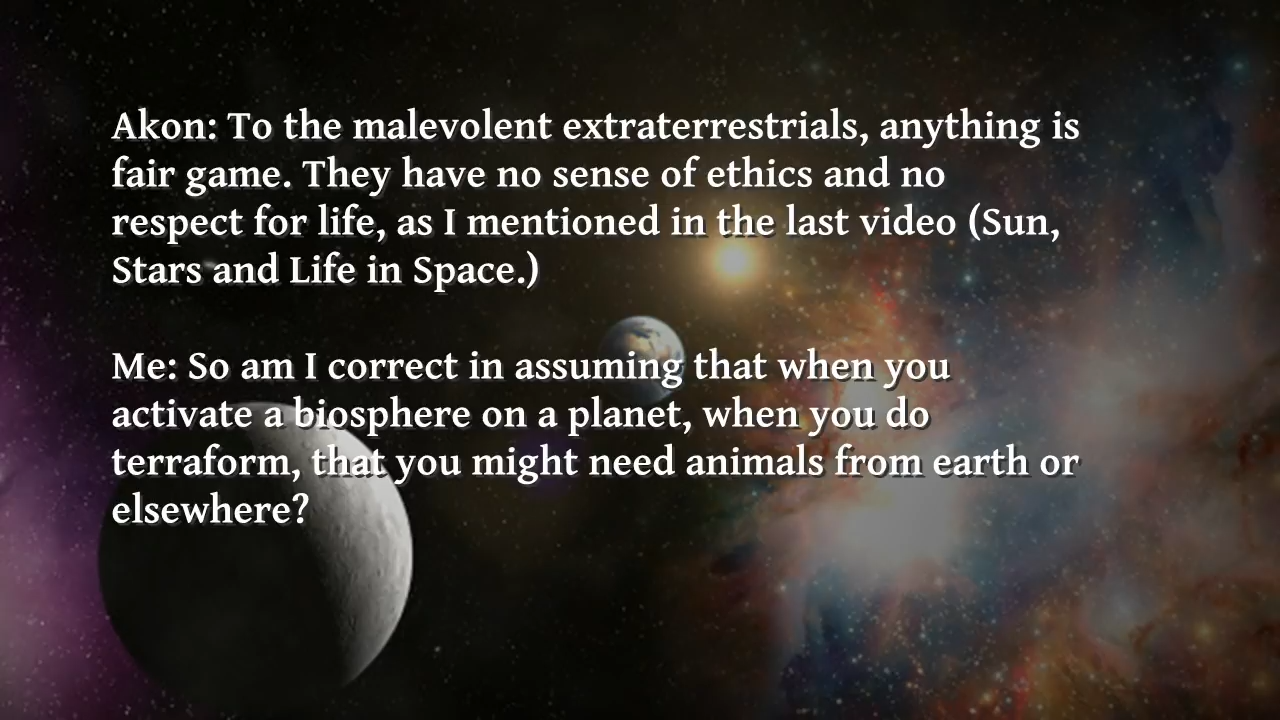 Akon: To the malevolent extraterrestrials, anything is
fair game. They have no sense of ethics and no
respect for life, as I mentioned in the last video (Sun,
Stars and Life in Space.)
Me: So am I correct in assuming that when you
activate a biosphere on a planet, when you do
terraform, that you might need animals from earth or
elsewhere?